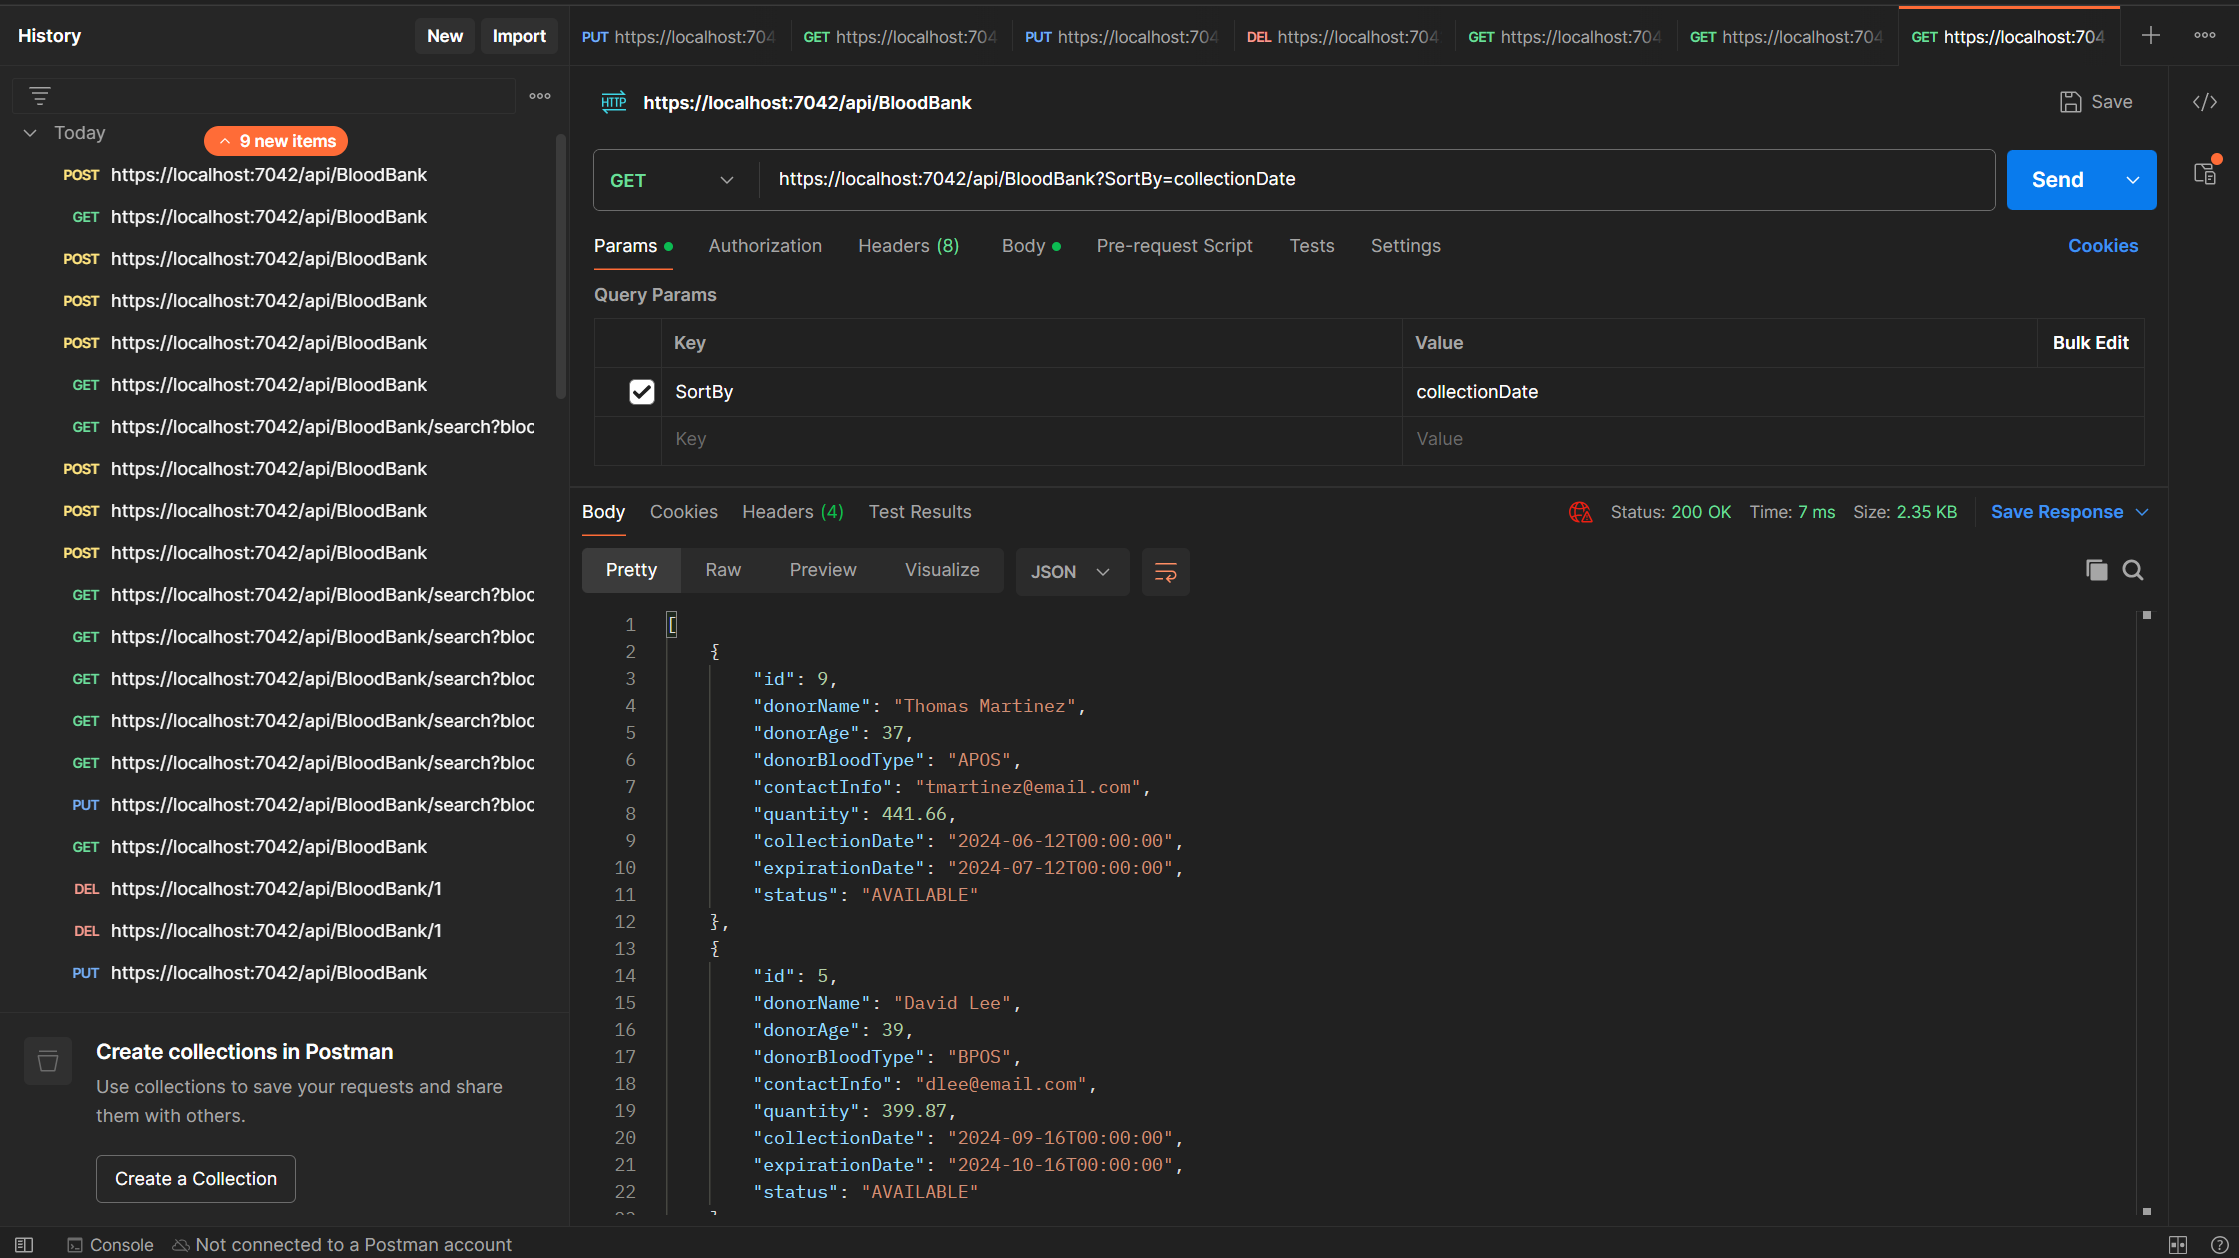 History
New
Import
Today
9 new items
POST https://localhost:7042/api/BloodBank
GET https://localhost:7042/api/BloodBank
POST https://localhost:7042/api/BloodBank
POST https://localhost:7042/api/BloodBank
POST https://localhost:7042/api/BloodBank
GET https://localhost:7042/api/BloodBank
GET https://localhost:7042/api/BloodBank/search?bloo
POST https://localhost:7042/api/BloodBank
POST https://localhost:7042/api/BloodBank
POST https://localhost:7042/api/BloodBank
GET https://localhost:7042/api/BloodBank/search?bloo
GET https://localhost:7042/api/BloodBank/search?bloo
GET https://localhost:7042/api/BloodBank/search?bloo
GET https://localhost:7042/api/BloodBank/search?bloo
GET https://localhost:7042/api/BloodBank/search?bloo
PUT https://localhost:7042/api/BloodBank/search?bloo
GET https://localhost:7042/api/BloodBank
DEL https://localhost:7042/api/BloodBank/1
DEL https://localhost:7042/api/BloodBank/1
PUT https://localhost:7042/api/BloodBank
Create collections in Postman
Use collections to save your requests and share
them with others.
Create a Collection
PUT https://localhost:704
GET https://localhost:704
PUT https://localhost:704
DEL https://localhost:704
GET https://localhost:704
GET https://localhost:704
GET https://localhost:704
HTTP https://localhost:7042/api/BloodBank
Save
GET https://localhost:7042/api/BloodBank?SortBy=collectionDate
Send
Params Authorization Headers (8) Body Pre-request Script Tests Settings
Cookies
Query Params
Key Value Bulk Edit
SortBy collectionDate
Key Value
Body Cookies Headers (4) Test Results
Status: 200 OK Time: 7 ms Size: 2.35 KB Save Response
Pretty Raw Preview Visualize JSON
1 [
2 {
3 "id": 9,
4 "donorName": "Thomas Martinez",
5 "donorAge": 37,
6 "donorBloodType": "APOS",
7 "contactInfo": "tmartinez@email.com",
8 "quantity": 441.66,
9 "collectionDate": "2024-06-12T00:00:00",
10 "expirationDate": "2024-07-12T00:00:00",
11 "status": "AVAILABLE"
12 },
13 {
14 "id": 5,
15 "donorName": "David Lee",
16 "donorAge": 39,
17 "donorBloodType": "BPOS",
18 "contactInfo": "dlee@email.com",
19 "quantity": 399.87,
20 "collectionDate": "2024-09-16T00:00:00",
21 "expirationDate": "2024-10-16T00:00:00",
22 "status": "AVAILABLE"
Console
Not connected to a Postman account